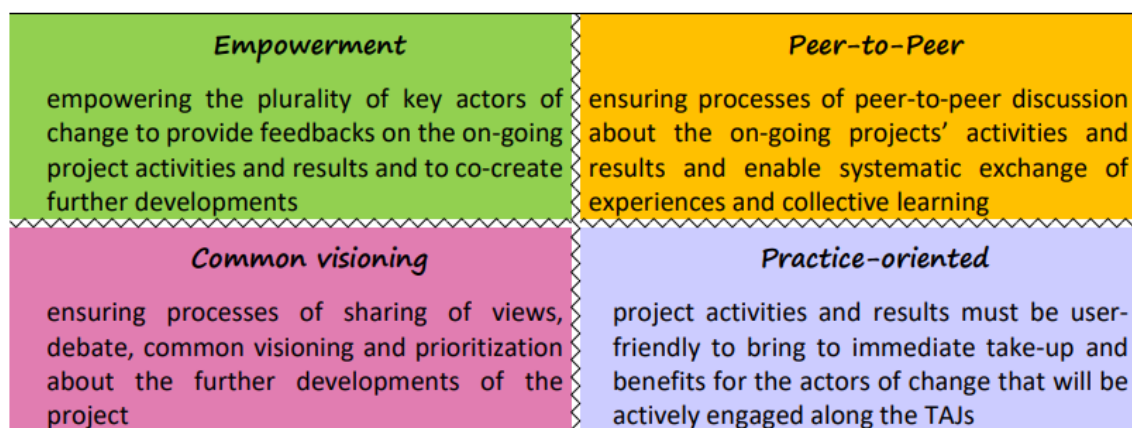 Empowerment
empowering the plurality of key actors of
change to provide feedbacks on the on-going
project activities and results and to co-create
further developments
Peer-to-Peer
ensuring processes of peer-to-peer discussion
about the on-going projects' activities and
results and enable systematic exchange of
experiences and collective learning
Common visioning
ensuring processes of sharing of views,
debate, common visioning and prioritization
about the further developments of the
project
Practice-oriented
project activities and results must be user-
friendly to bring to immediate take-up and
benefits for the actors of change that will be
actively engaged along the TAJs